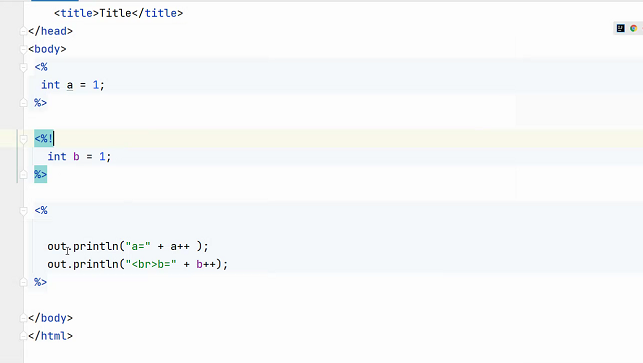 <title>Title</title>
</head>
<body>
<%
int a = 1;
%>
<%!
int b = 1;
%>
<%
out.println("a=" + a++ );
out.println("<br>b=" + b++);
%>
</body>
</html>